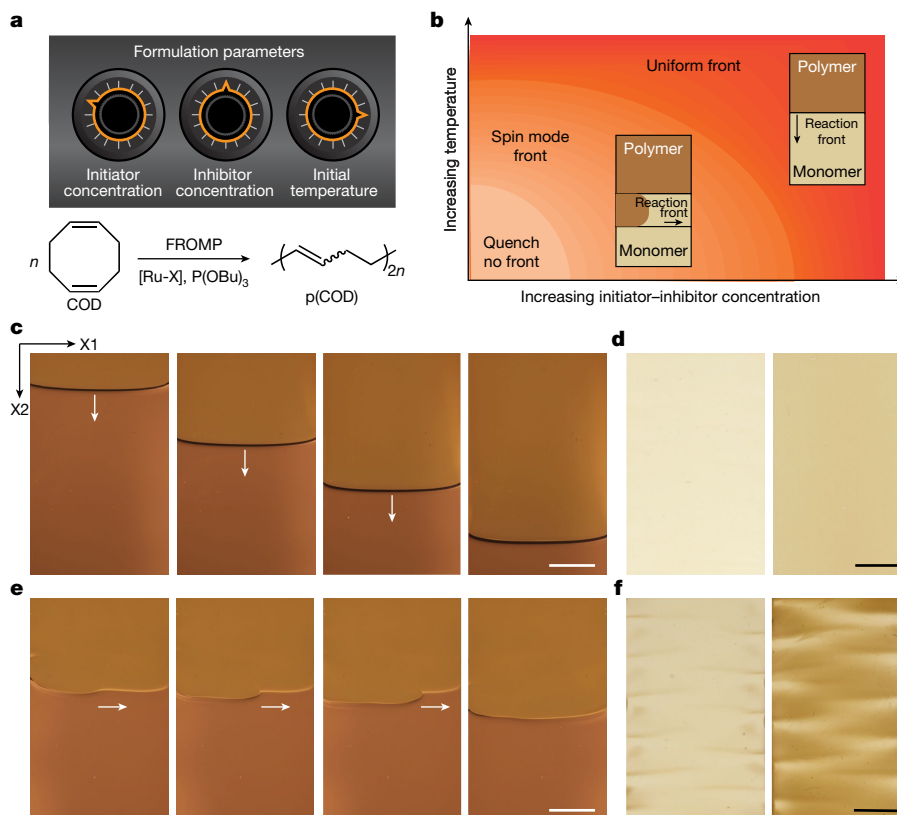 a
Formulation parameters
Initiator
concentration
Inhibitor
concentration
Initial
temperature
n
COD
FROMP
[Ru-X], P(OBu)3
2n
p(COD)
b
Increasing temperature
Uniform front
Polymer
Reaction
front
Monomer
Spin mode
front
Polymer
Reaction
front
Monomer
Quench
no front
Increasing initiator–inhibitor concentration
c
X1
X2
d
e
f